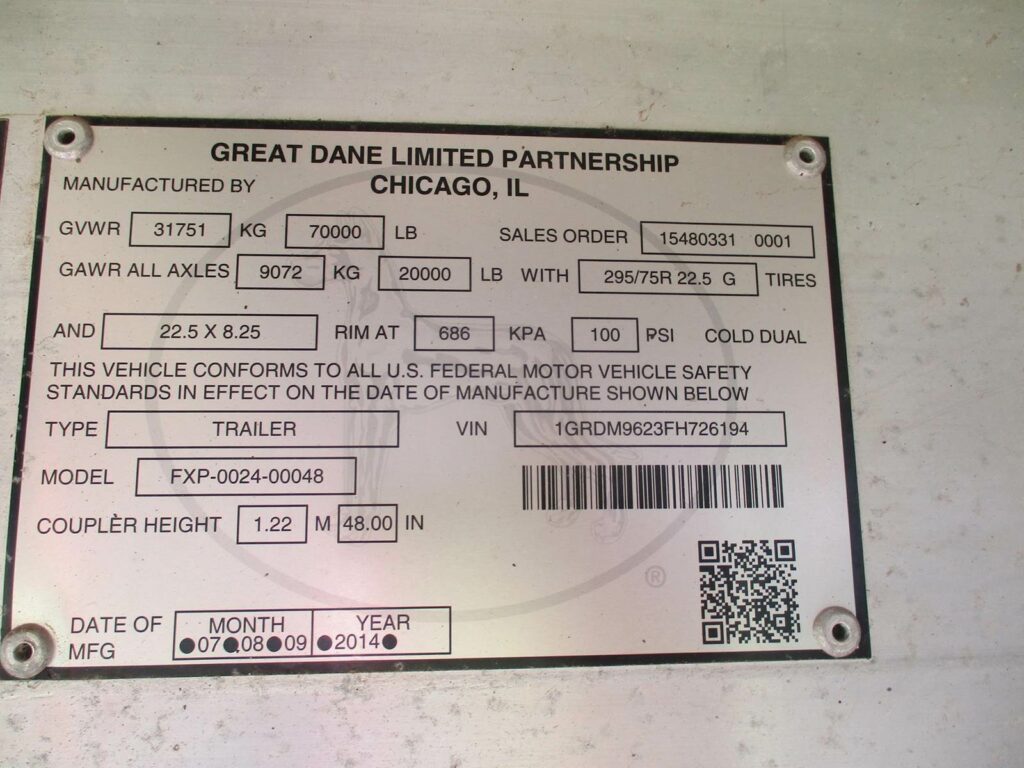 GREAT DANE LIMITED PARTNERSHIP
MANUFACTURED BY CHICAGO, IL
GVWR 31751 KG 70000 LB SALES ORDER 15480331 0001
GAWR ALL AXLES 9072 KG 20000 LB WITH 295/75R 22.5 G TIRES
AND 22.5 X 8.25 RIM AT 686 KPA 100 PSI COLD DUAL
THIS VEHICLE CONFORMS TO ALL U.S. FEDERAL MOTOR VEHICLE SAFETY
STANDARDS IN EFFECT ON THE DATE OF MANUFACTURE SHOWN BELOW
TYPE TRAILER VIN 1GRDM9623FH726194
MODEL FXP-0024-00048
COUPLER HEIGHT 1.22 M 48.00 IN
®
DATE OF MFG MONTH YEAR
●07●08●09 ●2014●